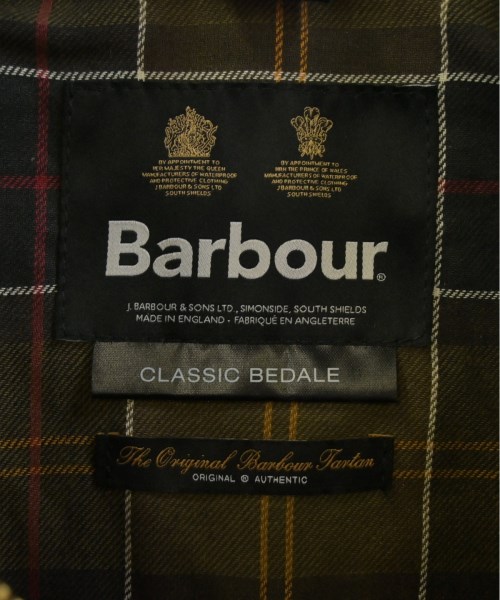 BY APPOINTMENT TO
HER MAJESTY THE QUEEN
MANUFACTURERS OF WATERPROOF
AND PROTECTIVE CLOTHING
J.BARBOUR & SONS LTD
SOUTH SHIELDS
BY APPOINTMENT TO
HRH THE PRINCE OF WALES
MANUFACTURERS OF WATERPROOF
AND PROTECTIVE CLOTHING
J.BARBOUR & SONS LTD
SOUTH SHIELDS
Barbour®
J. BARBOUR & SONS LTD., SIMONSIDE, SOUTH SHIELDS
MADE IN ENGLAND - FABRIQUÉ EN ANGLETERRE
CLASSIC BEDALE
The Original Barbour Tartan
ORIGINAL ® AUTHENTIC